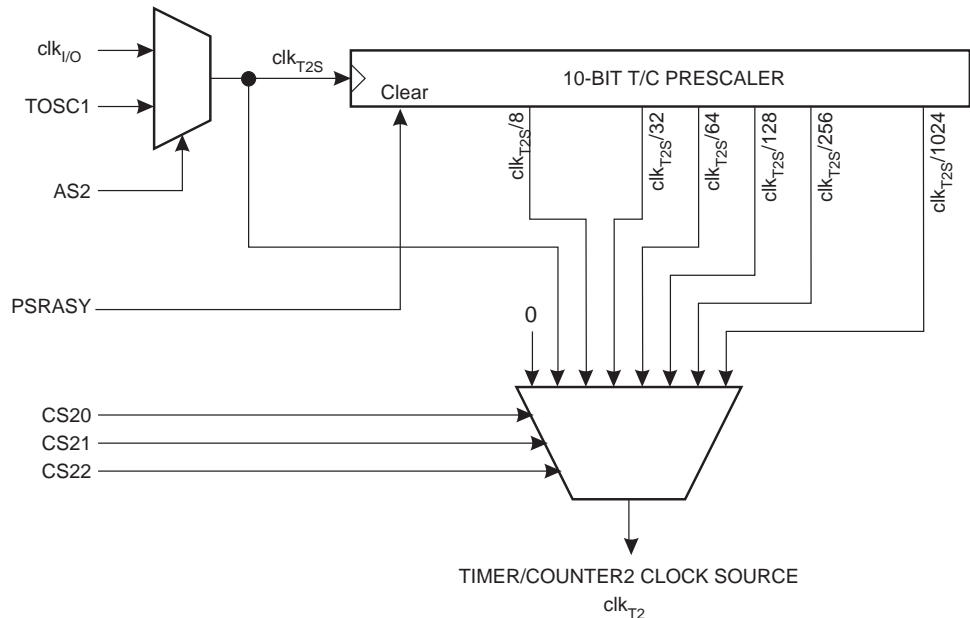 clkI/O
clkT2S
10-BIT T/C PRESCALER
TOSC1
Clear
clkT2S/8
clkT2S/32
clkT2S/64
clkT2S/128
clkT2S/256
clkT2S/1024
AS2
PSRASY
0
CS20
CS21
CS22
TIMER/COUNTER2 CLOCK SOURCE
clkT2